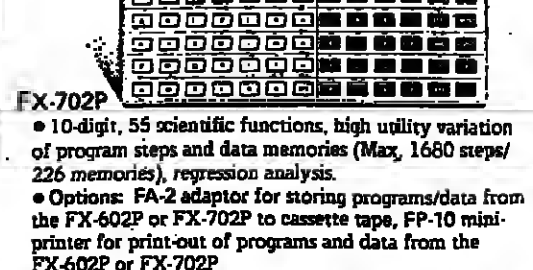 FX-702P
● 10-digit, 55 scientific functions, high utility variation
of program steps and data memories (Max, 1680 steps/
226 memories), regression analysis.
● Options: FA-2 adaptor for storing programs/data from
the FX-602P or FX-702P to cassette tape, FP-10 mini-
printer for print-out of programs and data from the
FX-602P or FX-702P